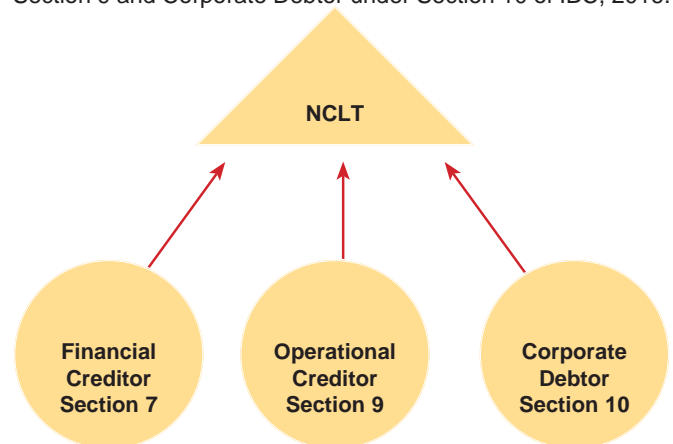 Section 9 and Corporate Debtor under Section 10 of IBC, 2016.
NCLT
Financial
Creditor
Section 7
Operational
Creditor
Section 9
Corporate
Debtor
Section 10